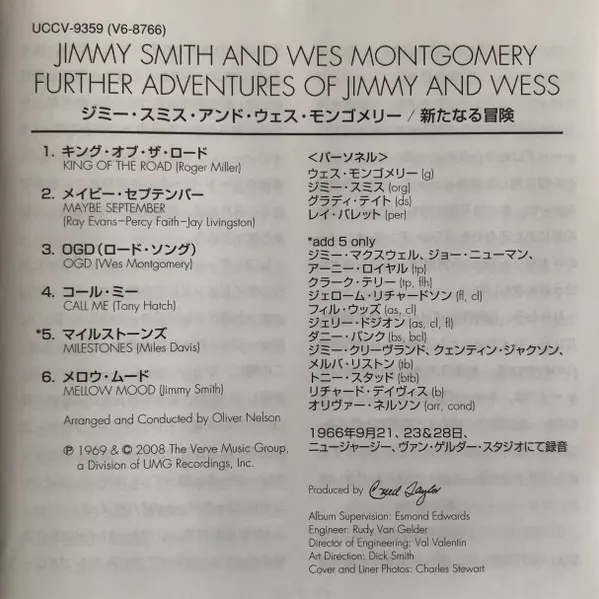 UCCV-9359 (V6-8766)
JIMMY SMITH AND WES MONTGOMERY
FURTHER ADVENTURES OF JIMMY AND WESS
ジミー・スミス・アンド・ウェス・モンゴメリー / 新たなる冒険
1. キング・オブ・ザ・ロード
KING OF THE ROAD (Roger Miller)
2. メイビー・セプテンバー
MAYBE SEPTEMBER
(Ray Evans–Percy Faith–Jay Livingston)
3. OGD (ロード・ソング)
OGD (Wes Montgomery)
4. コール・ミー
CALL ME (Tony Hatch)
*5. マイルストーンズ
MILESTONES (Miles Davis)
6. メロウ・ムード
MELLOW MOOD (Jimmy Smith)
Arranged and Conducted by Oliver Nelson
℗ 1969 & © 2008 The Verve Music Group,
a Division of UMG Recordings, Inc.
<パーソネル>
ウェス・モンゴメリー (g)
ジミー・スミス (org)
グラディ・テイト (ds)
レイ・バレット (per)
*add 5 only
ジミー・マクスウェル、ジョー・ニューマン、
アーニー・ロイヤル (tp)
クラーク・テリー (tp, flh)
ジェローム・リチャードソン (fl, cl)
フィル・ウッズ (as, cl)
ジェリー・ドジオン (as, cl, fl)
ダニー・バンク (bs, bcl)
ジミー・クリーヴランド、クェンティン・ジャクソン、
メルバ・リストン (tb)
トニー・スタッド (btb)
リチャード・デイヴィス (b)
オリヴァー・ネルソン (arr, cond)
1966年9月21、23&28日、
ニュージャージー、ヴァン・ゲルダー・スタジオにて録音
Produced by Creed Taylor
Album Supervision: Esmond Edwards
Engineer: Rudy Van Gelder
Director of Engineering: Val Valentin
Art Direction: Dick Smith
Cover and Liner Photos: Charles Stewart